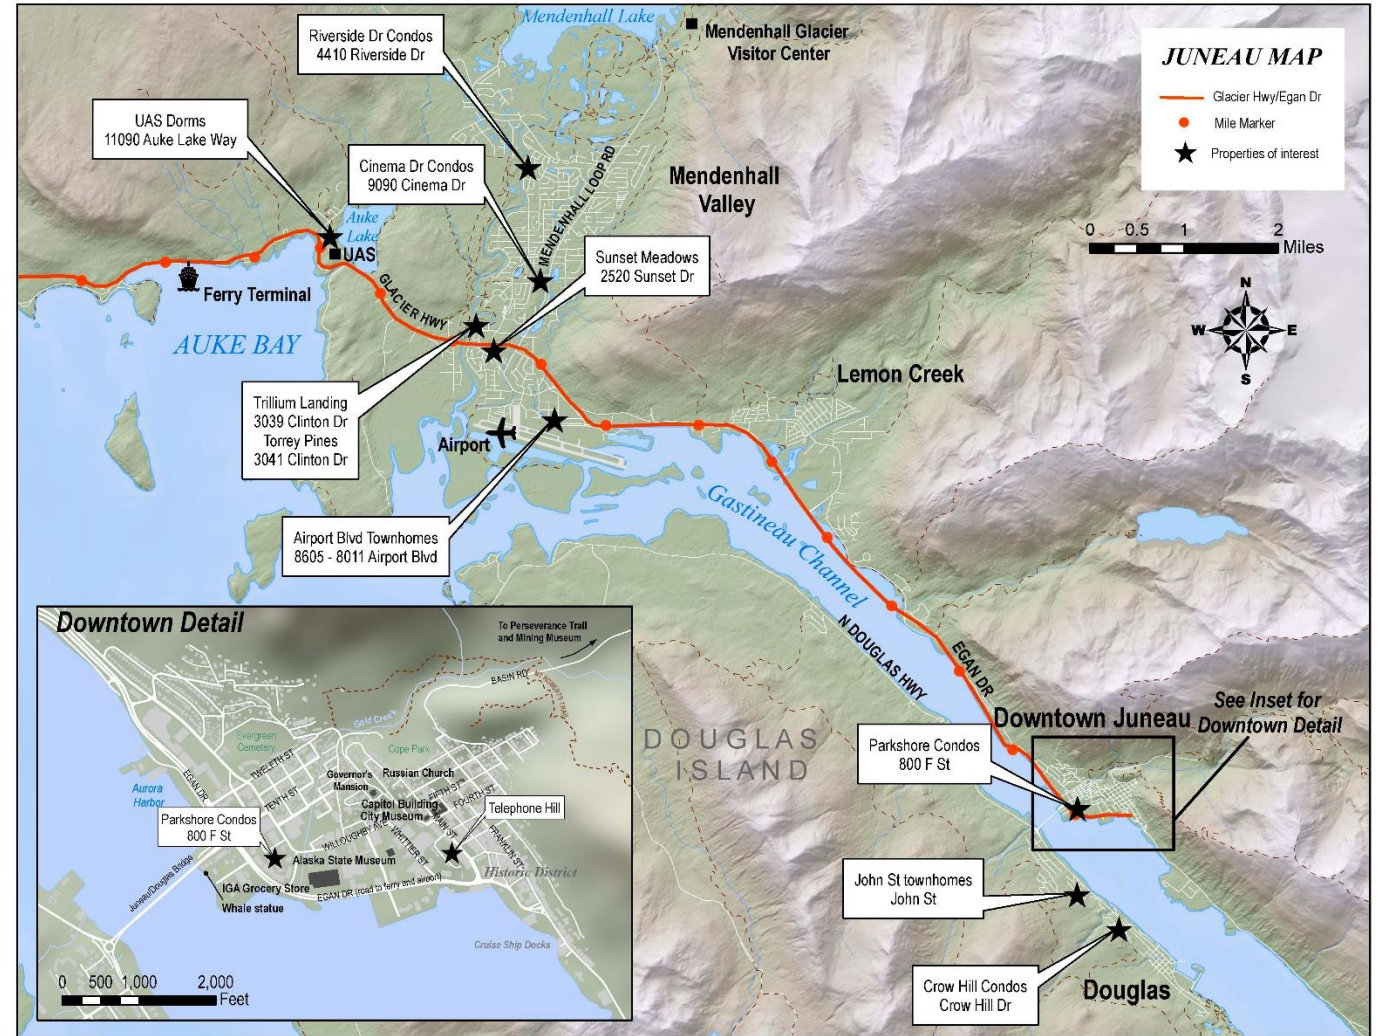 Mendenhall Lake
Mendenhall Glacier
Visitor Center
Riverside Dr Condos
4410 Riverside Dr
JUNEAU MAP
Glacier Hwy/Egan Dr
Mile Marker
Properties of interest
UAS Dorms
11090 Auke Lake Way
Cinema Dr Condos
9090 Cinema Dr
MENDENHALL LOOP RD
Mendenhall
Valley
Auke
Lake
UAS
0 0.5 1 2
Miles
Sunset Meadows
2520 Sunset Dr
Ferry Terminal
GLACIER HWY
N
W E
S
AUKE BAY
Lemon Creek
Trillium Landing
3039 Clinton Dr
Torrey Pines
3041 Clinton Dr
Airport
Gastineau Channel
Airport Blvd Townhomes
8605 - 8011 Airport Blvd
N DOUGLAS HWY
EGAN DR
See Inset for
Downtown Detail
Downtown Juneau
DOUGLAS
ISLAND
Parkshore Condos
800 F St
John St townhomes
John St
Crow Hill Condos
Crow Hill Dr
Douglas
Downtown Detail
To Perseverance Trail
and Mining Museum
BASIN RD
MT ROBERTS TRAIL
Gold Creek
Evergreen
Cemetery
Cope Park
TWELFTH ST
Governor's
Mansion
Russian Church
EGAN DR
TENTH ST
FIFTH ST
FOURTH ST
Aurora
Harbor
Capitol Building
City Museum
MAIN ST
Telephone Hill
Parkshore Condos
800 F St
WILLOUGHBY AVE
WHITTIER ST
FRANKLIN ST
Alaska State Museum
Historic District
Juneau/Douglas Bridge
IGA Grocery Store
EGAN DR (road to ferry and airport)
Whale statue
Cruise Ship Docks
0 500 1,000 2,000
Feet